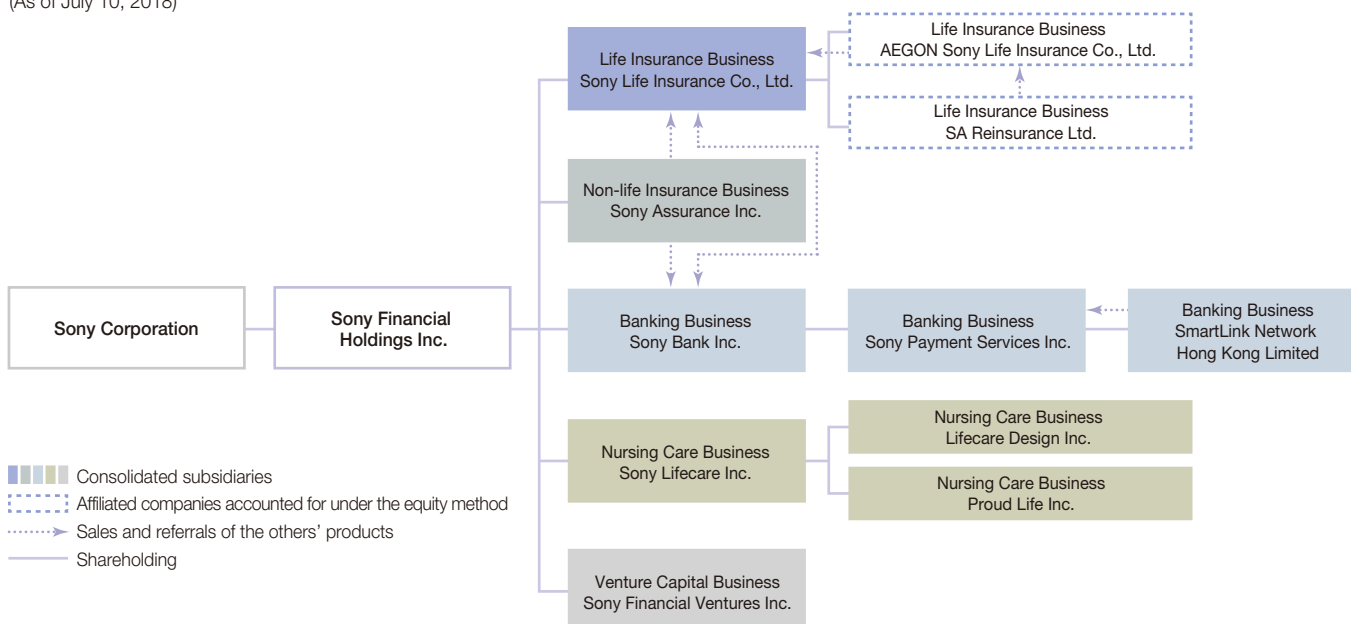 (As of July 10, 2018)
Life Insurance Business
Sony Life Insurance Co., Ltd.
Life Insurance Business
AEGON Sony Life Insurance Co., Ltd.
Life Insurance Business
SA Reinsurance Ltd.
Non-life Insurance Business
Sony Assurance Inc.
Sony Corporation
Sony Financial
Holdings Inc.
Banking Business
Sony Bank Inc.
Banking Business
Sony Payment Services Inc.
Banking Business
SmartLink Network
Hong Kong Limited
Nursing Care Business
Sony Lifecare Inc.
Nursing Care Business
Lifecare Design Inc.
Nursing Care Business
Proud Life Inc.
Venture Capital Business
Sony Financial Ventures Inc.
Consolidated subsidiaries
Affiliated companies accounted for under the equity method
Sales and referrals of the others' products
Shareholding